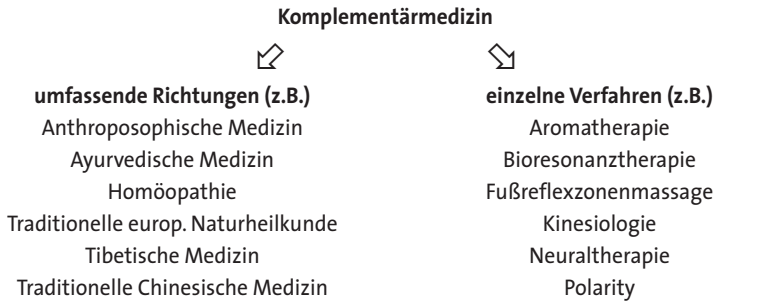 Komplementärmedizin
umfassende Richtungen (z.B.)
Anthroposophische Medizin
Ayurvedische Medizin
Homöopathie
Traditionelle europ. Naturheilkunde
Tibetische Medizin
Traditionelle Chinesische Medizin
einzelne Verfahren (z.B.)
Aromatherapie
Bioresonanztherapie
Fußreflexzonenmassage
Kinesiologie
Neuraltherapie
Polarity